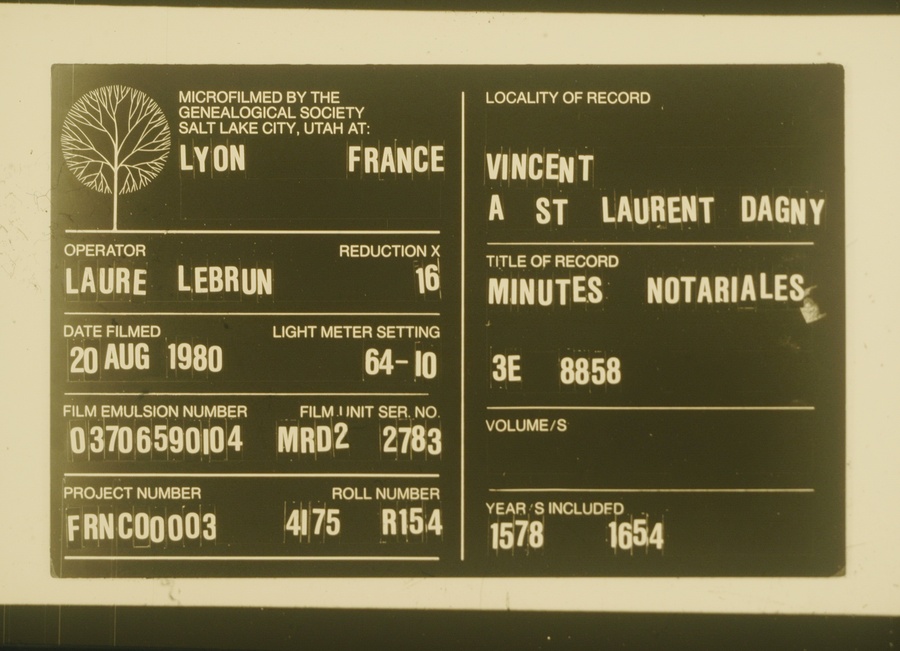 MICROFILMED BY THE
GENEALOGICAL SOCIETY
SALT LAKE CITY, UTAH AT:
LYON FRANCE
OPERATOR REDUCTION X
LAURE LEBRUN 16
DATE FILMED LIGHT METER SETTING
20 AUG 1980 64-10
FILM EMULSION NUMBER FILM UNIT SER. NO.
03706590104 MRD2 2783
PROJECT NUMBER ROLL NUMBER
FRNC00003 4175 R154
LOCALITY OF RECORD
VINCENT
A ST LAURENT DAGNY
TITLE OF RECORD
MINUTES NOTARIALES
3E 8858
VOLUME/S
YEAR/S INCLUDED
1578 1654